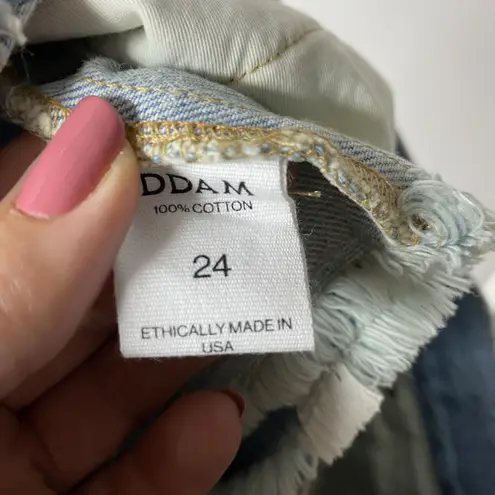 DDAM
100% COTTON
24
ETHICALLY MADE IN
USA